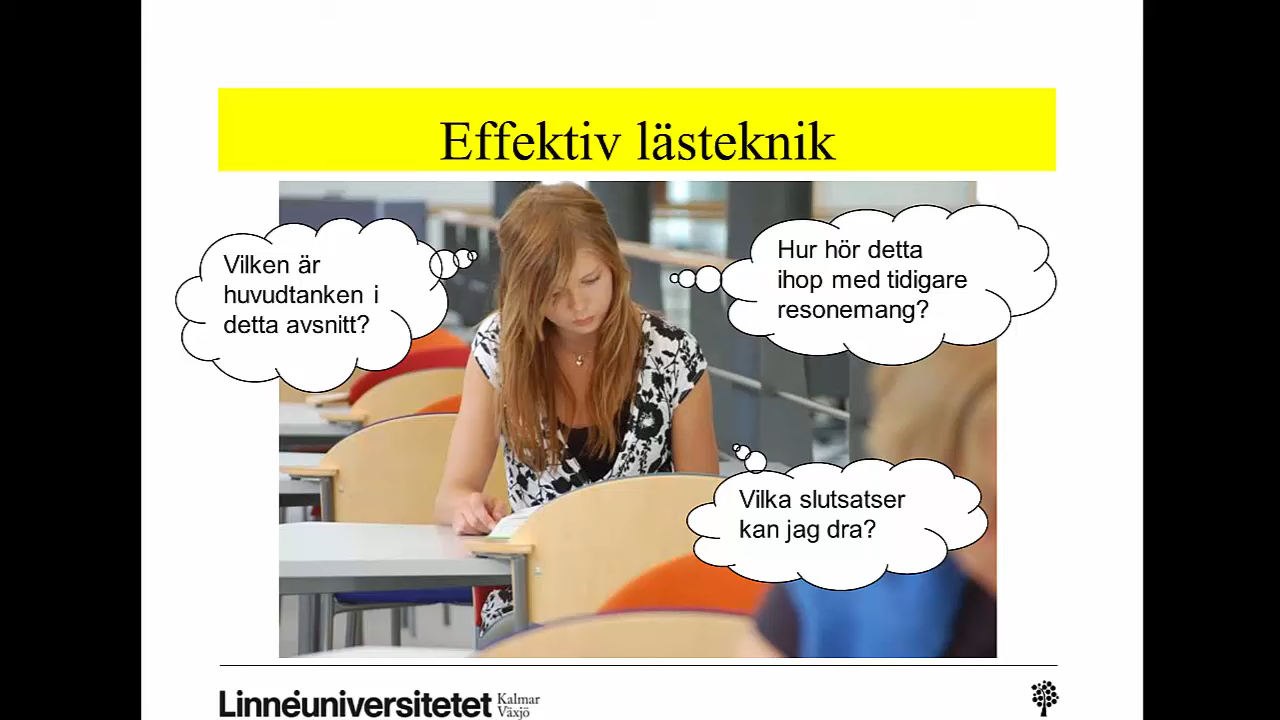 Effektiv lästeknik
Vilken är
huvudtanken i
detta avsnitt?
Hur hör detta
ihop med tidigare
resonemang?
Vilka slutsatser
kan jag dra?
Linnéuniversitetet
Kalmar
Växjö